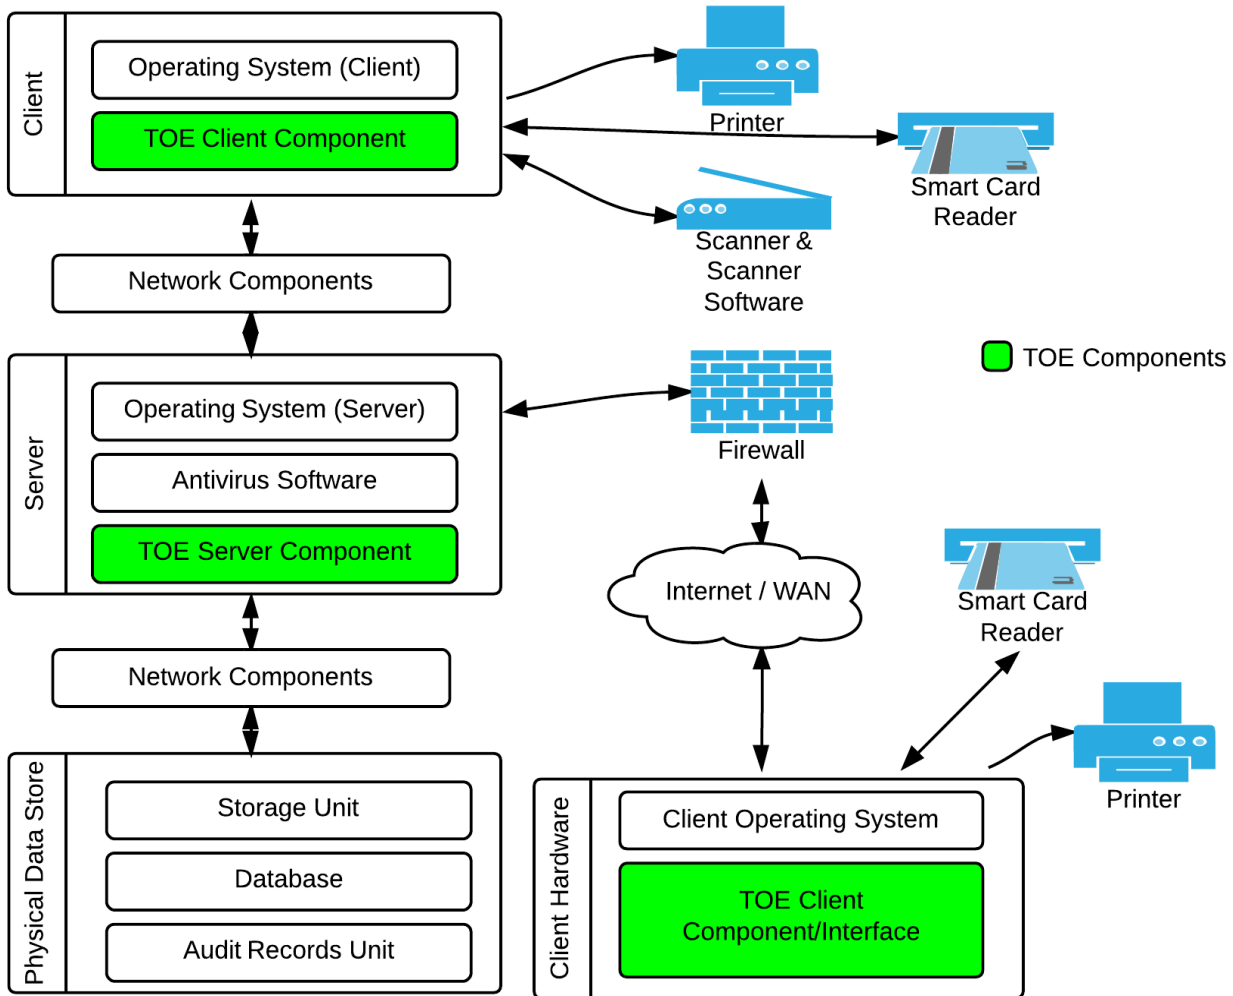 Client
Operating System (Client)
TOE Client Component
Printer
Smart Card
Reader
Scanner &
Scanner
Software
Network Components
TOE Components
Server
Operating System (Server)
Antivirus Software
TOE Server Component
Firewall
Internet / WAN
Smart Card
Reader
Network Components
Printer
Physical Data Store
Storage Unit
Database
Audit Records Unit
Client Hardware
Client Operating System
TOE Client
Component/Interface